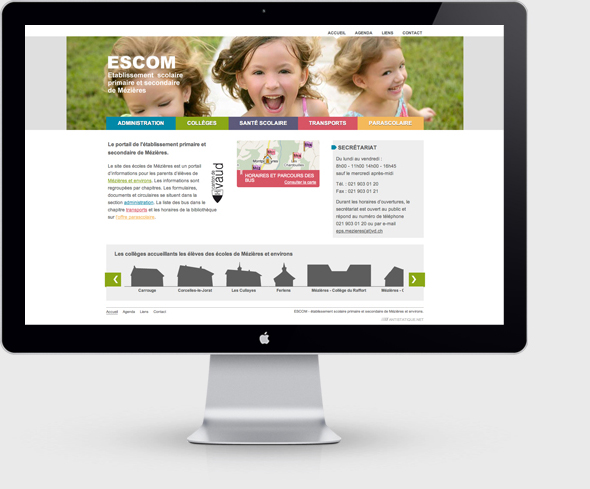 ACCUEIL AGENDA LIENS CONTACT
ESCOM
Etablissement scolaire
primaire et secondaire
de Mézières
ADMINISTRATION COLLÈGES SANTÉ SCOLAIRE TRANSPORTS PARASCOLAIRE
Le portail de l'établissement primaire et
secondaire de Mézières.
Le site des écoles de Mézières est un portail
d'informations pour les parents d'élèves de
Mézières et environs. Les informations sont
regroupées par chapitres. Les formulaires,
documents et circulaires se situent dans la
section administration. La liste des bus dans le
chapitre transports et les horaires de la bibliothèque
sur l'offre parascolaire.
vaud
HORAIRES ET PARCOURS DES
BUS
Consulter la carte
SECRÉTARIAT
Du lundi au vendredi :
8h00 - 11H00 14H00 - 16H45
sauf le mercredi après-midi
Tél. : 021 903 01 20
Fax : 021 903 01 21
Durant les horaires d'ouvertures, le
secrétariat est ouvert au public et
répond au numéro de téléphone
021 903 01 20 ou par e-mail
eps.mezieres(at)vd.ch
Les collèges accueillants les élèves des écoles de Mézières et environs
Carrouge Corcelles-le-Jorat Les Cullayes Ferlens Mézières - Collège du Raffort Mézières - C
Accueil Agenda Liens Contact
ESCOM - établissement scolaire primaire et secondaire de Mézières et environs.